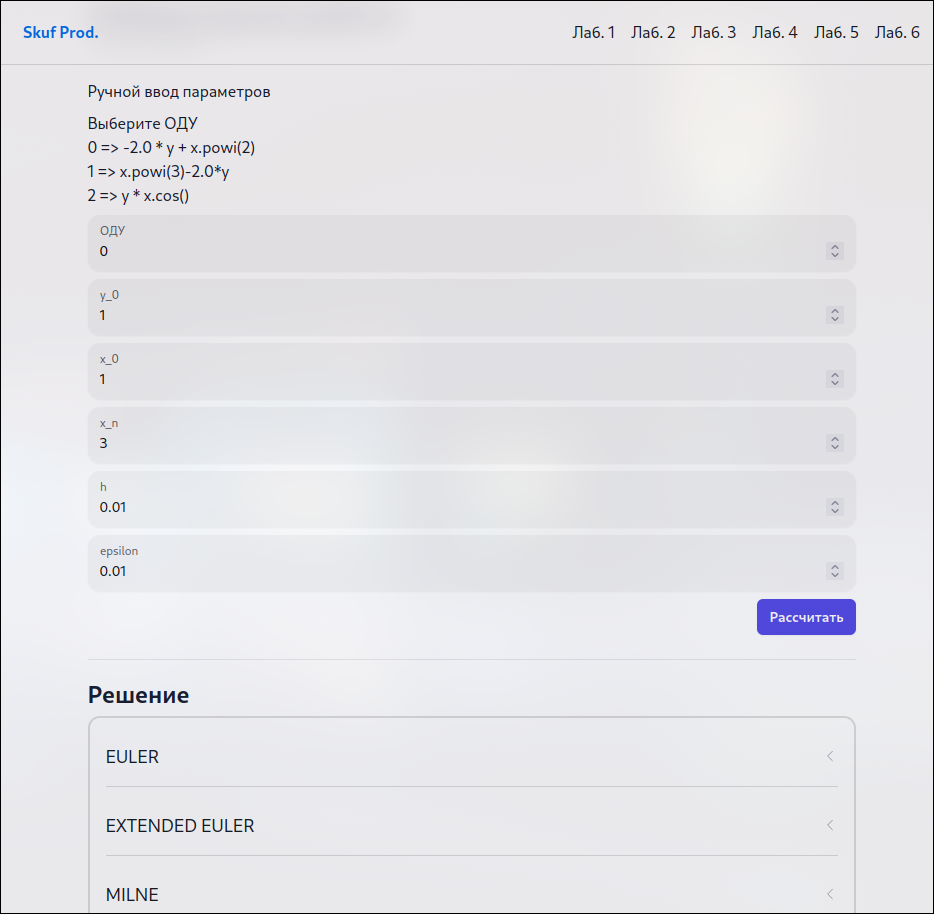 Skuf Prod.
Лаб. 1 Лаб. 2 Лаб. 3 Лаб. 4 Лаб. 5 Лаб. 6
Ручной ввод параметров
Выберите ОДУ
0 => -2.0 * y + x.powi(2)
1 => x.powi(3)-2.0*y
2 => y * x.cos()
ОДУ
0
y_0
1
x_0
1
x_n
3
h
0.01
epsilon
0.01
Рассчитать
Решение
EULER
EXTENDED EULER
MILNE